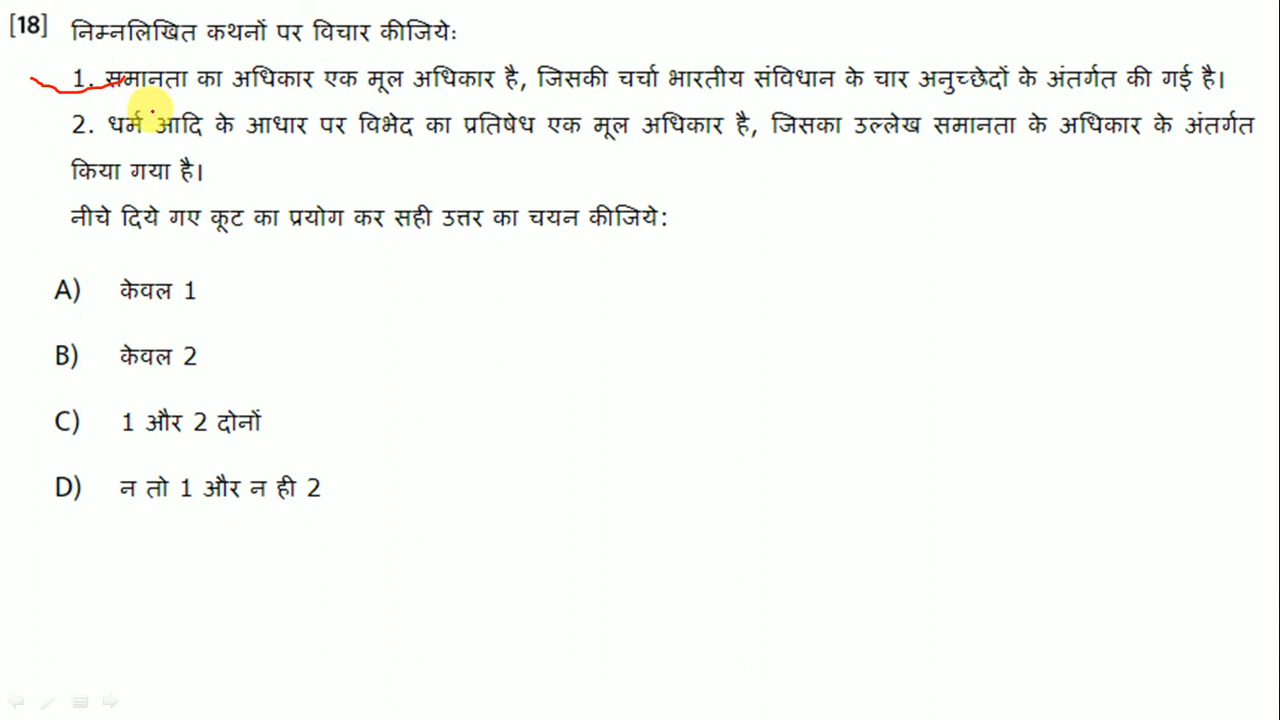 [18] निम्नलिखित कथनों पर विचार कीजिये:
1. समानता का अधिकार एक मूल अधिकार है, जिसकी चर्चा भारतीय संविधान के चार अनुच्छेदों के अंतर्गत की गई है।
2. धर्म आदि के आधार पर विभेद का प्रतिषेध एक मूल अधिकार है, जिसका उल्लेख समानता के अधिकार के अंतर्गत
किया गया है।
नीचे दिये गए कूट का प्रयोग कर सही उत्तर का चयन कीजिये:
A) केवल 1
B) केवल 2
C) 1 और 2 दोनों
D) न तो 1 और न ही 2